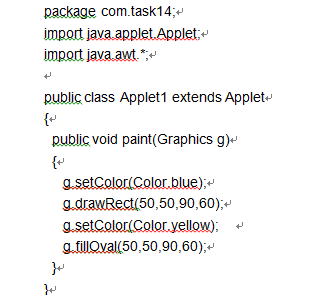 package com.task14;
import java.applet.Applet;
import java.awt.*;
public class Applet1 extends Applet
{
public void paint(Graphics g)
{
g.setColor(Color.blue);
g.drawRect(50,50,90,60);
g.setColor(Color.yellow);
g.fillOval(50,50,90,60);
}
}